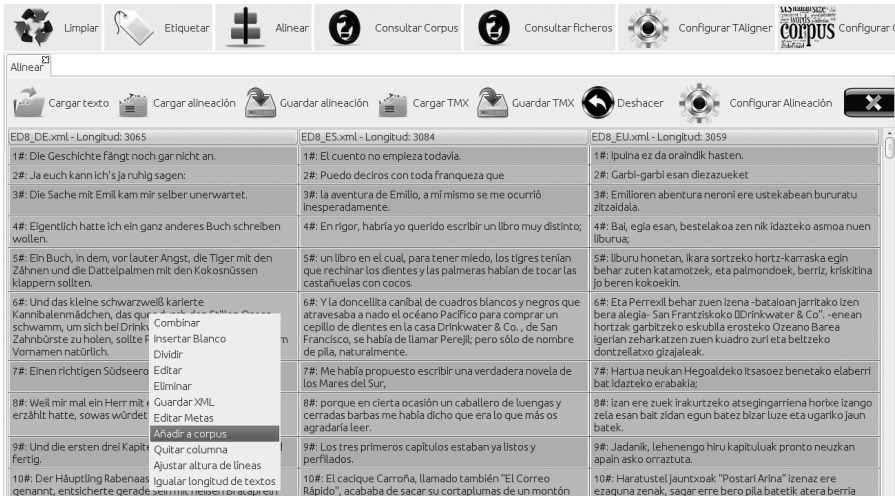 Limpiar
Etiquetar
Alinear
Consultar Corpus
Consultar ficheros
Configurar TAligner
words
corpus
defined
Configurar
Alinear
Cargar texto
Cargar alineación
Guardar alineación
Cargar TMX
Guardar TMX
Deshacer
Configurar Alineación
ED8_DE.xml - Longitud: 3065
ED8_ES.xml - Longitud: 3084
ED8_EU.xml - Longitud: 3059
1#: Die Geschichte fängt noch gar nicht an.
1#: El cuento no empieza todavía.
1#: Ipuina ez da oraindik hasten.
2#: Ja euch kann ich's ja ruhig sagen:
2#: Puedo deciros con toda franqueza que
2#: Garbi-garbi esan diezazueket
3#: Die Sache mit Emil kam mir selber unerwartet.
3#: la aventura de Emilio, a mí mismo se me ocurrió
inesperadamente.
3#: Emilioren abentura neroni ere ustekabean bururatu
zitzaidala.
4#: Eigentlich hatte ich ein ganz anderes Buch schreiben
wollen.
4#: En rigor, habría yo querido escribir un libro muy distinto;
4#: Bai, egia esan, bestelakoa zen nik idazteko asmoa nuen
liburua;
5#: Ein Buch, in dem, vor lauter Angst, die Tiger mit den
Zähnen und die Dattelpalmen mit den Kokosnüssen
klappern sollten.
5#: un libro en el cual, para tener miedo, los tigres tenían
que rechinar los dientes y las palmeras habían de tocar las
castañuelas con cocos.
5#: liburu honetan, ikara sortzeko hortz-karraska egin
behar zuten katamotzek, eta palmondoek, berriz, kriskitina
jo beren kokoekin.
6#: Und das kleine schwarzweiß karierte
Kannibalenmädchen, das
schwamm, um sich bei
Zahnbürste zu holen, sollte
Vornamen natürlich.
6#: Y la doncellita caníbal de cuadros blancos y negros que
atravesaba a nado el océano Pacífico para comprar un
cepillo de dientes en la casa Drinkwater & Co. , de San
Francisco, se había de llamar Perejil; pero sólo de nombre
de pila, naturalmente.
6#: Eta Perrexil behar zuen izena -bataioan jarritako izen
bera alegia- San Frantziskoko Drinkwater & Co". -enean
hortzak garbitzeko eskubila erosteko Ozeano Barea
igerian zeharkatzen zuen kuadro zuri eta beltzeko
dontzeilatxo gizajaleak.
Combinar
Insertar Blanco
Dividir
Editar
Eliminar
Guardar XML
Editar Metas
Añadir a corpus
Quitar columna
Ajustar altura de líneas
Igualar longitud de textos
7#: Einen richtigen
7#: Me había propuesto escribir una verdadera novela de
los Mares del Sur,
7#: Hartua neukan Hegoaldeko itsasoez benetako elaberri
bat idazteko erabakia;
8#: Weil mir mal ein Herr mit
erzählt hatte, sowas würdet
8#: porque en cierta ocasión un caballero de luengas y
cerradas barbas me había dicho que era lo que más os
agradaría leer.
8#: izan ere zuek irakurtzeko atsegingarriena horixe izango
zela esan bait zidan egun batez bizar luze eta ugariko jaun
batek.
9#: Und die ersten drei
fertig.
9#: Los tres primeros capítulos estaban ya listos y
perfilados.
9#: Jadanik, lehenengo hiru kapituluak pronto neuzkan
apain asko orraztuta.
10#: Der Häuptling Rabenaas
genannt, entsicherte gerade
10#: El cacique Carroña, llamado también "El Correo
Rápido", acababa de sacar su cortaplumas de un montón
10#: Haratustel jauntxoak "Postari Arina" izenaz ere
ezaguna zenak, sagar erre bero pila batetik atera berria